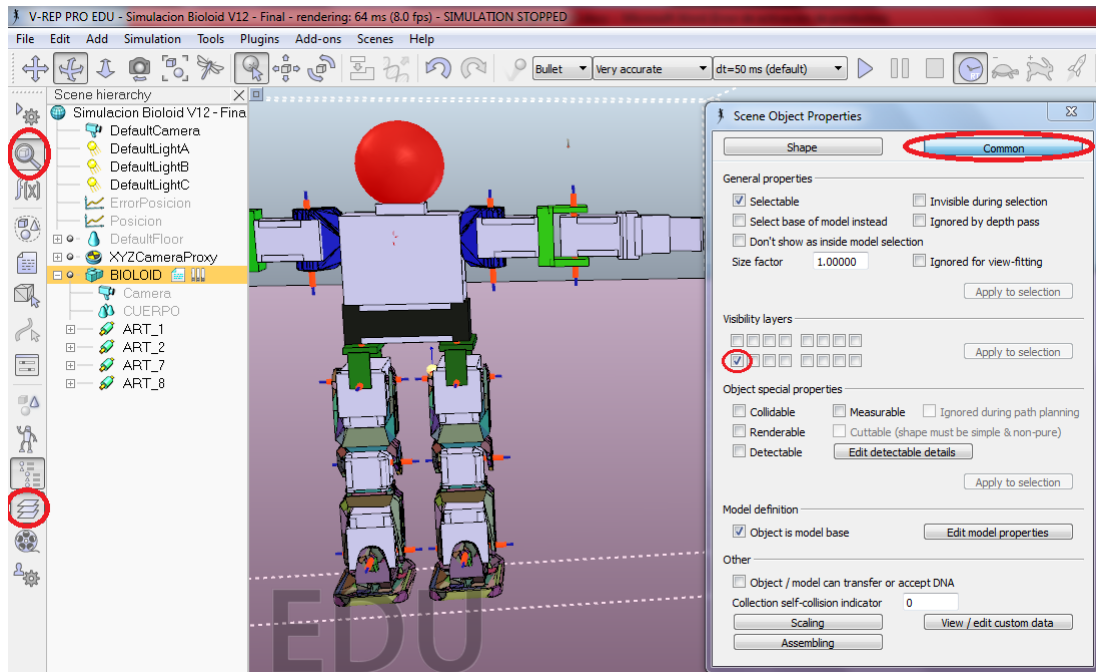 V-REP PRO EDU - Simulacion Bioloid V12 - Final - rendering: 64 ms (8.0 fps) - SIMULATION STOPPED
File Edit Add Simulation Tools Plugins Add-ons Scenes Help
Bullet Very accurate dt=50 ms (default)
RT
f(x)
Scene hierarchy
Simulacion Bioloid V12 - Fina
DefaultCamera
DefaultLightA
DefaultLightB
DefaultLightC
ErrorPosicion
Posicion
DefaultFloor
XYZCameraProxy
BIOLOID
Camera
CUERPO
ART_1
ART_2
ART_7
ART_8
EDU
Scene Object Properties
Shape Common
General properties
Selectable Invisible during selection
Select base of model instead Ignored by depth pass
Don't show as inside model selection
Size factor 1.00000 Ignored for view-fitting
Apply to selection
Visibility layers
Apply to selection
Object special properties
Collidable Measurable Ignored during path planning
Renderable Cuttable (shape must be simple & non-pure)
Detectable Edit detectable details
Apply to selection
Model definition
Object is model base Edit model properties
Other
Object / model can transfer or accept DNA
Collection self-collision indicator 0
Scaling View / edit custom data
Assembling